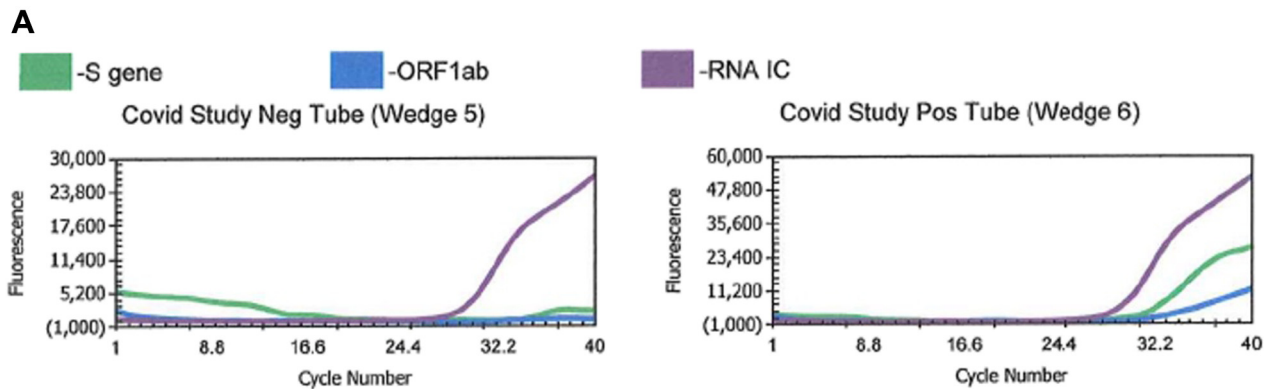 A
-S gene
-ORF1ab
-RNA IC
Covid Study Neg Tube (Wedge 5)
30,000
23,800
17,600
11,400
5,200
(1,000)
Fluorescence
1
8.8
16.6
24.4
32.2
40
Cycle Number
Covid Study Pos Tube (Wedge 6)
60,000
47,800
35,600
23,400
11,200
(1,000)
Fluorescence
1
8.8
16.6
24.4
32.2
40
Cycle Number